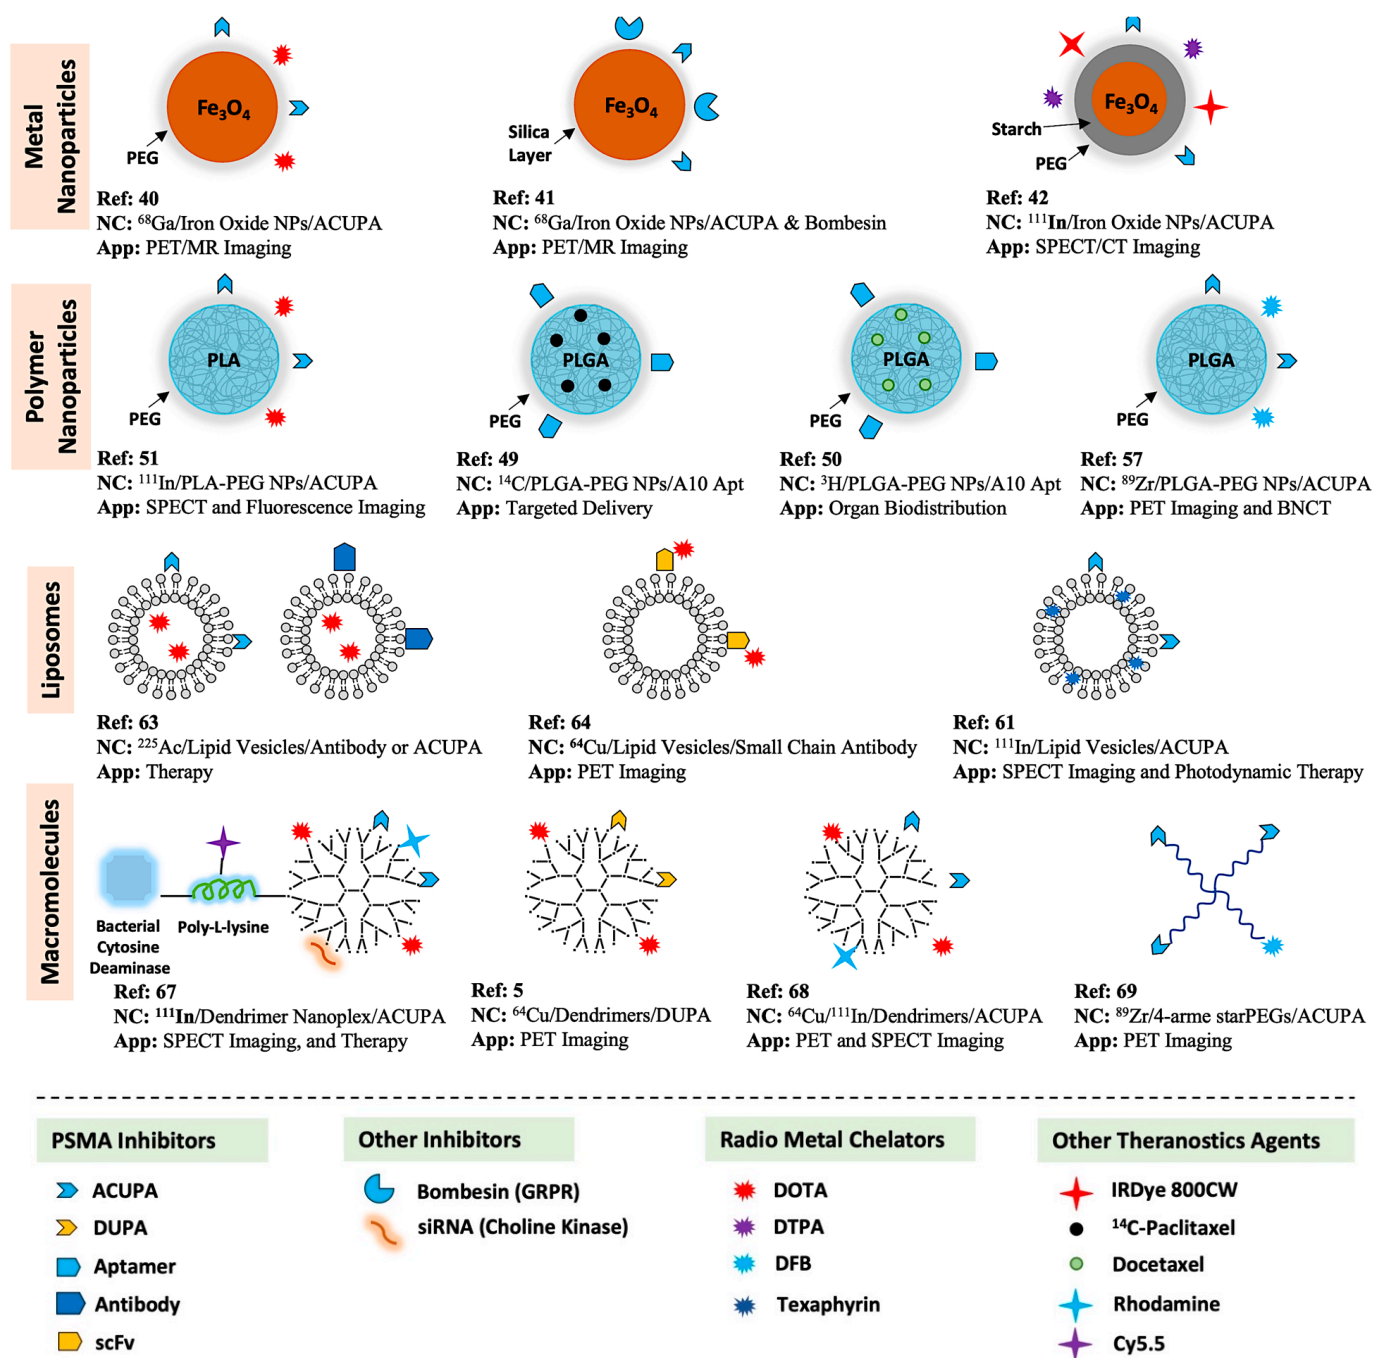 Metal
Nanoparticles
Fe₃O₄
PEG
Ref: 40
NC: ⁶⁸Ga/Iron Oxide NPs/ACUPA
App: PET/MR Imaging
Fe₃O₄
Silica
Layer
Ref: 41
NC: ⁶⁸Ga/Iron Oxide NPs/ACUPA & Bombesin
App: PET/MR Imaging
Fe₃O₄
Starch
PEG
Ref: 42
NC: ¹¹¹In/Iron Oxide NPs/ACUPA
App: SPECT/CT Imaging
Polymer
Nanoparticles
PLA
PEG
Ref: 51
NC: ¹¹¹In/PLA-PEG NPs/ACUPA
App: SPECT and Fluorescence Imaging
PLGA
PEG
Ref: 49
NC: ¹⁴C/PLGA-PEG NPs/A10 Apt
App: Targeted Delivery
PLGA
PEG
Ref: 50
NC: ³H/PLGA-PEG NPs/A10 Apt
App: Organ Biodistribution
PLGA
PEG
Ref: 57
NC: ⁸⁹Zr/PLGA-PEG NPs/ACUPA
App: PET Imaging and BNCT
Liposomes
Ref: 63
NC: ²²⁵Ac/Lipid Vesicles/Antibody or ACUPA
App: Therapy
Ref: 64
NC: ⁶⁴Cu/Lipid Vesicles/Small Chain Antibody
App: PET Imaging
Ref: 61
NC: ¹¹¹In/Lipid Vesicles/ACUPA
App: SPECT Imaging and Photodynamic Therapy
Macromolecules
Bacterial
Cytosine
Deaminase
Poly-L-lysine
Ref: 67
NC: ¹¹¹In/Dendrimer Nanoplex/ACUPA
App: SPECT Imaging, and Therapy
Ref: 5
NC: ⁶⁴Cu/Dendrimers/DUPA
App: PET Imaging
Ref: 68
NC: ⁶⁴Cu/¹¹¹In/Dendrimers/ACUPA
App: PET and SPECT Imaging
Ref: 69
NC: ⁸⁹Zr/4-arme starPEGs/ACUPA
App: PET Imaging
PSMA Inhibitors
ACUPA
DUPA
Aptamer
Antibody
scFv
Other Inhibitors
Bombesin (GRPR)
siRNA (Choline Kinase)
Radio Metal Chelators
DOTA
DTPA
DFB
Texaphyrin
Other Theranostics Agents
IRDye 800CW
¹⁴C-Paclitaxel
Docetaxel
Rhodamine
Cy5.5